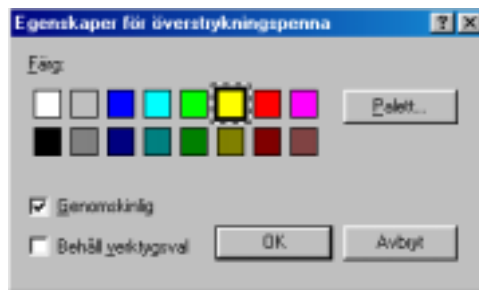 Egenskaper för överstrykningspenna
Färg:
Palett...
Genomskinlig
Behåll verktygsval
OK
Avbryt